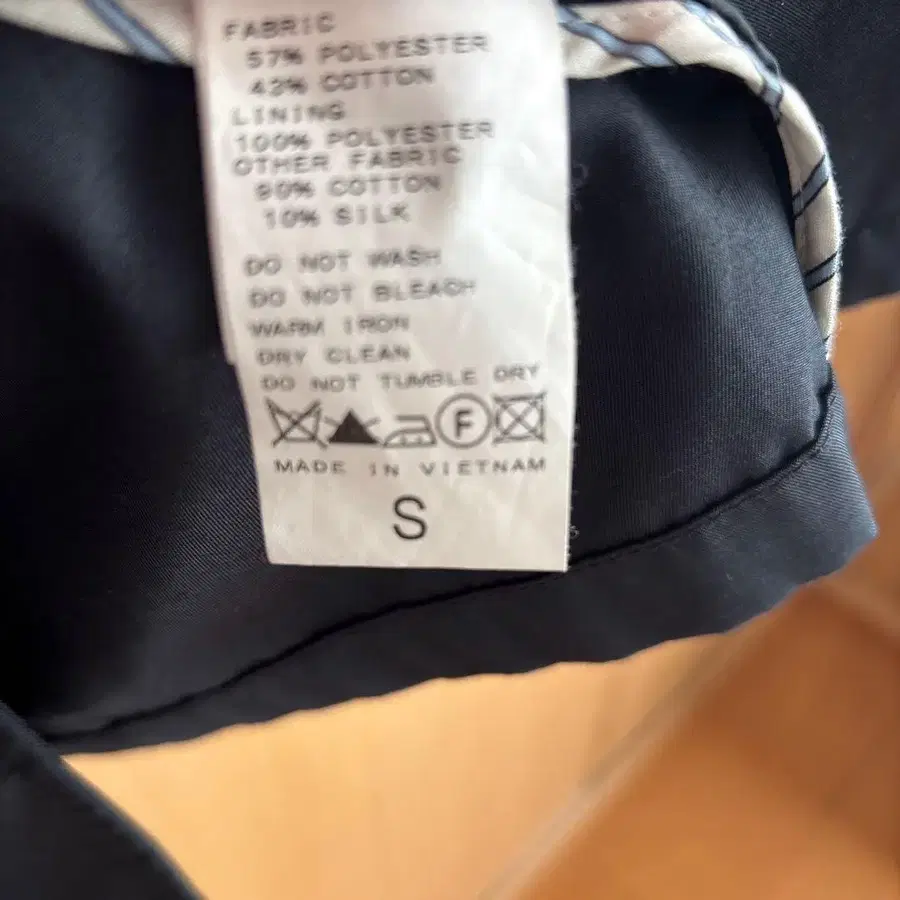 FABRIC
57% POLYESTER
43% COTTON
LINING
100% POLYESTER
OTHER FABRIC
90% COTTON
10% SILK
DO NOT WASH
DO NOT BLEACH
WARM IRON
DRY CLEAN
DO NOT TUMBLE DRY
F
MADE IN VIETNAM
S